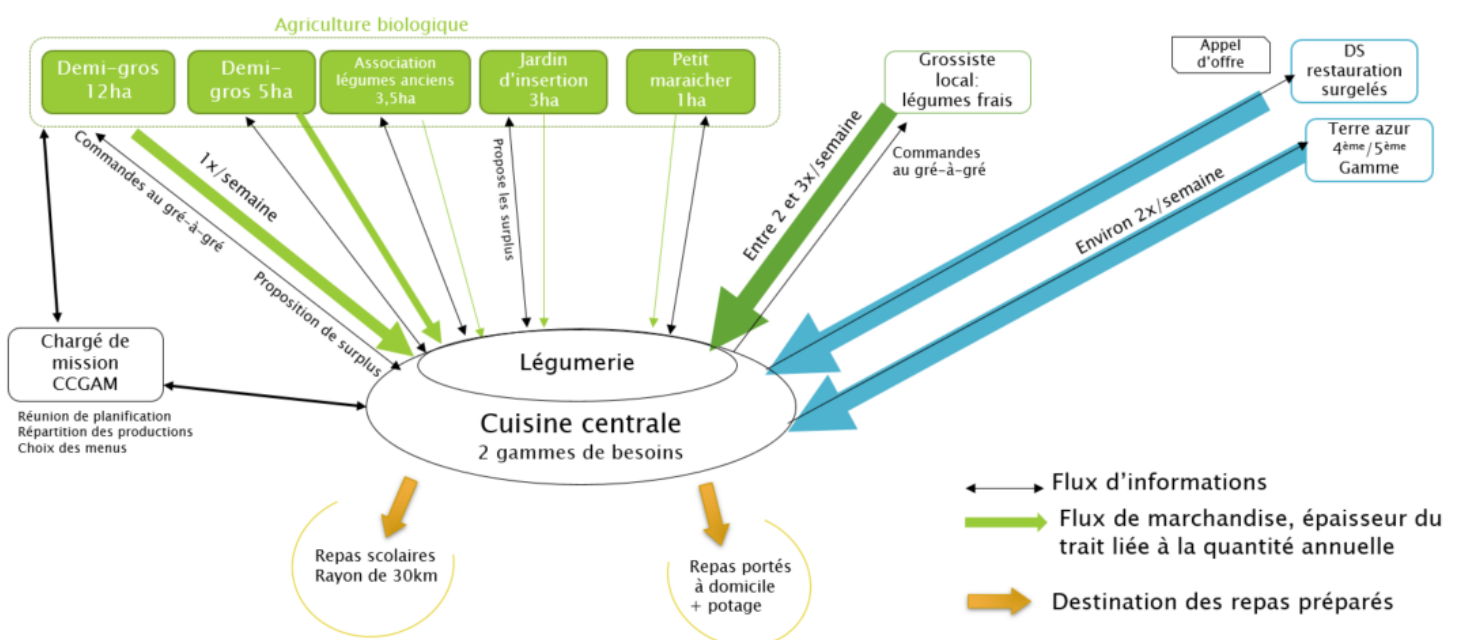 Agriculture biologique
Demi-gros
12ha
Demi-
gros 5ha
Association
légumes anciens
3,5ha
Jardin
d'insertion
3ha
Petit
maraicher
1ha
Grossiste
local:
légumes frais
Appel
d'offre
DS
restauration
surgelés
Terre azur
4ème/5ème
Gamme
Commandes au gré-à-gré
1x/semaine
Proposition de surplus
Propose les surplus
Entre 2 et 3x/semaine
Commandes
au gré-à-gré
Environ 2x/semaine
Chargé de
mission
CCGAM
Réunion de planification
Répartition des productions
Choix des menus
Légumerie
Cuisine centrale
2 gammes de besoins
Repas scolaires
Rayon de 30km
Repas portés
à domicile
+ potage
Flux d'informations
Flux de marchandise, épaisseur du
trait liée à la quantité annuelle
Destination des repas préparés